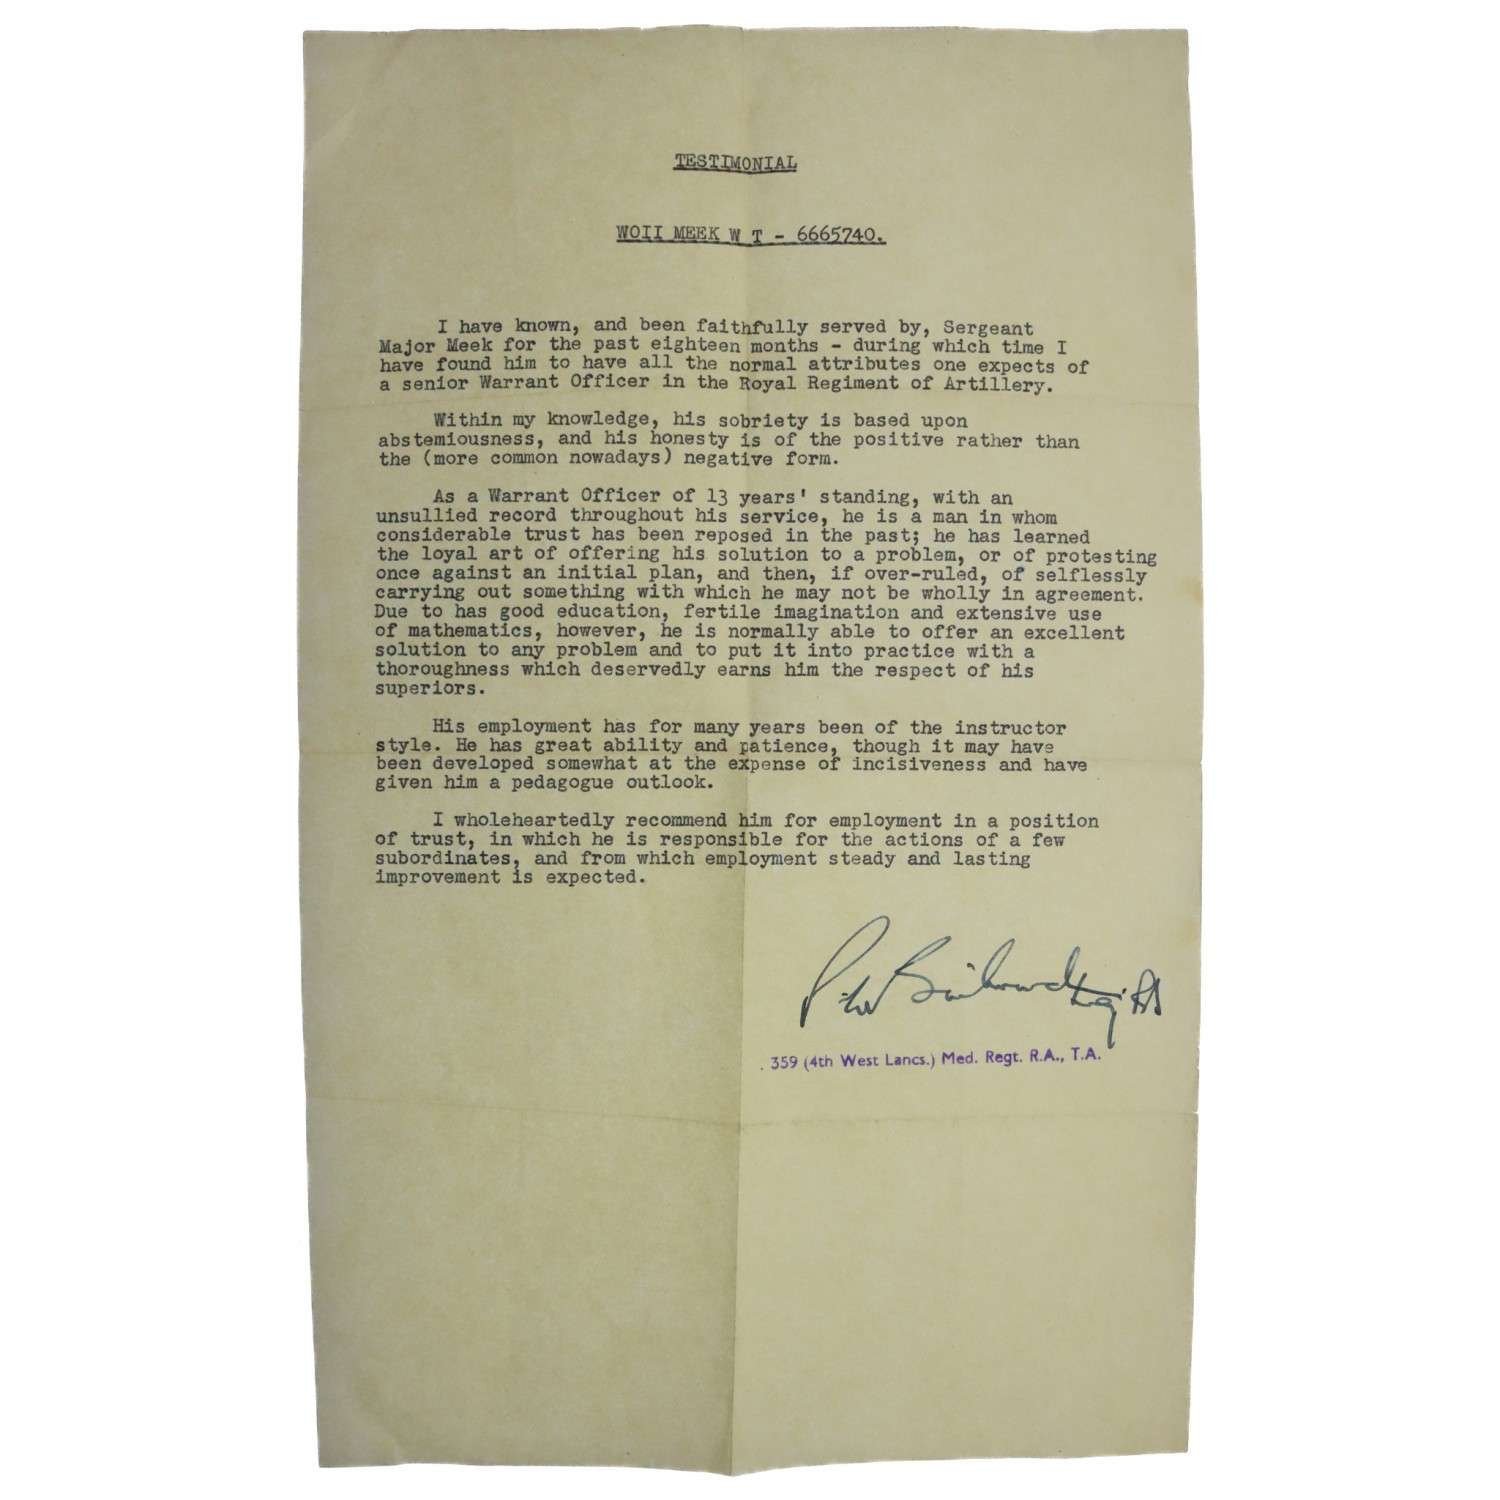 TESTIMONIAL
WOII MEEK W T - 6665740.
I have known, and been faithfully served by, Sergeant
Major Meek for the past eighteen months - during which time I
have found him to have all the normal attributes one expects of
a senior Warrant Officer in the Royal Regiment of Artillery.
Within my knowledge, his sobriety is based upon
abstemiousness, and his honesty is of the positive rather than
the (more common nowadays) negative form.
As a Warrant Officer of 13 years' standing, with an
unsullied record throughout his service, he is a man in whom
considerable trust has been reposed in the past; he has learned
the loyal art of offering his solution to a problem, or of protesting
once against an initial plan, and then, if over-ruled, of selflessly
carrying out something with which he may not be wholly in agreement.
Due to has good education, fertile imagination and extensive use
of mathematics, however, he is normally able to offer an excellent
solution to any problem and to put it into practice with a
thoroughness which deservedly earns him the respect of his
superiors.
His employment has for many years been of the instructor
style. He has great ability and patience, though it may have
been developed somewhat at the expense of incisiveness and have
given him a pedagogue outlook.
I wholeheartedly recommend him for employment in a position
of trust, in which he is responsible for the actions of a few
subordinates, and from which employment steady and lasting
improvement is expected.
359 (4th West Lancs.) Med. Regt. R.A., T.A.